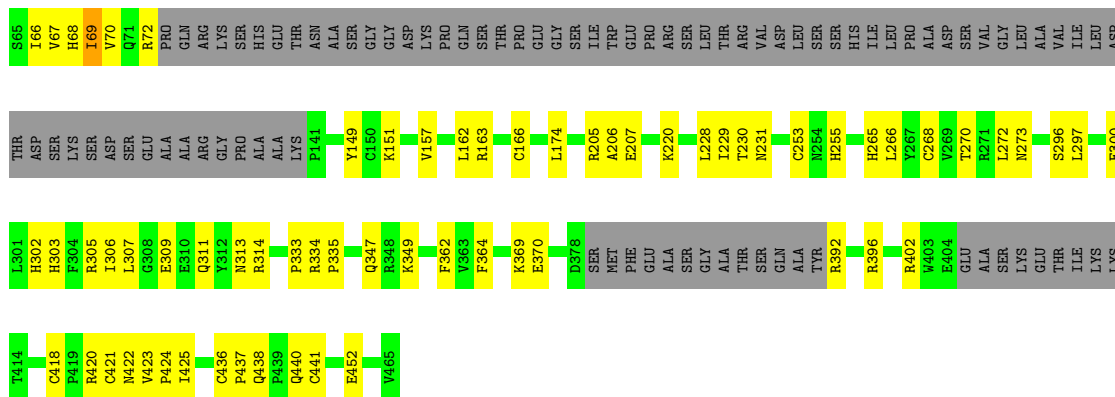 S65 I66 V67 H68 I69 V70 Q71 R72 PRO GLN ARG LYS SER HIS GLU THR ASN ALA SER GLY GLY ASP LYS PRO GLN SER THR PRO GLU GLY SER ILE TRP GLU PRO ARG SER LEU THR ARG VAL ASP LEU SER SER HIS ILE LEU PRO ALA ASP SER VAL GLY LEU ALA VAL ILE LEU ASP
THR ASP SER LYS SER ASP SER GLU ALA ALA ARG GLY PRO ALA ALA LYS P141 Y149 C150 K151 V157 L162 R163 C166 L174 R205 A206 E207 K220 L228 I229 T230 N231 C253 N254 H255 H265 L266 Y267 C268 V269 T270 R271 L272 N273 S296 L297
L301 H302 H303 F304 R305 I306 L307 G308 E309 E310 Q311 Y312 N313 R314 P333 R334 P335 Q347 R348 K349 F362 V363 F364 K369 E370 D378 SER MET PHE GLU ALA SER GLY ALA THR SER GLN ALA TYR R392 R396 R402 W403 E404 GLU ALA SER LYS GLU THR ILE LYS LYS
T414 C418 P419 R420 C421 N422 V423 P424 I425 C436 P437 Q438 P439 Q440 C441 E452 V465